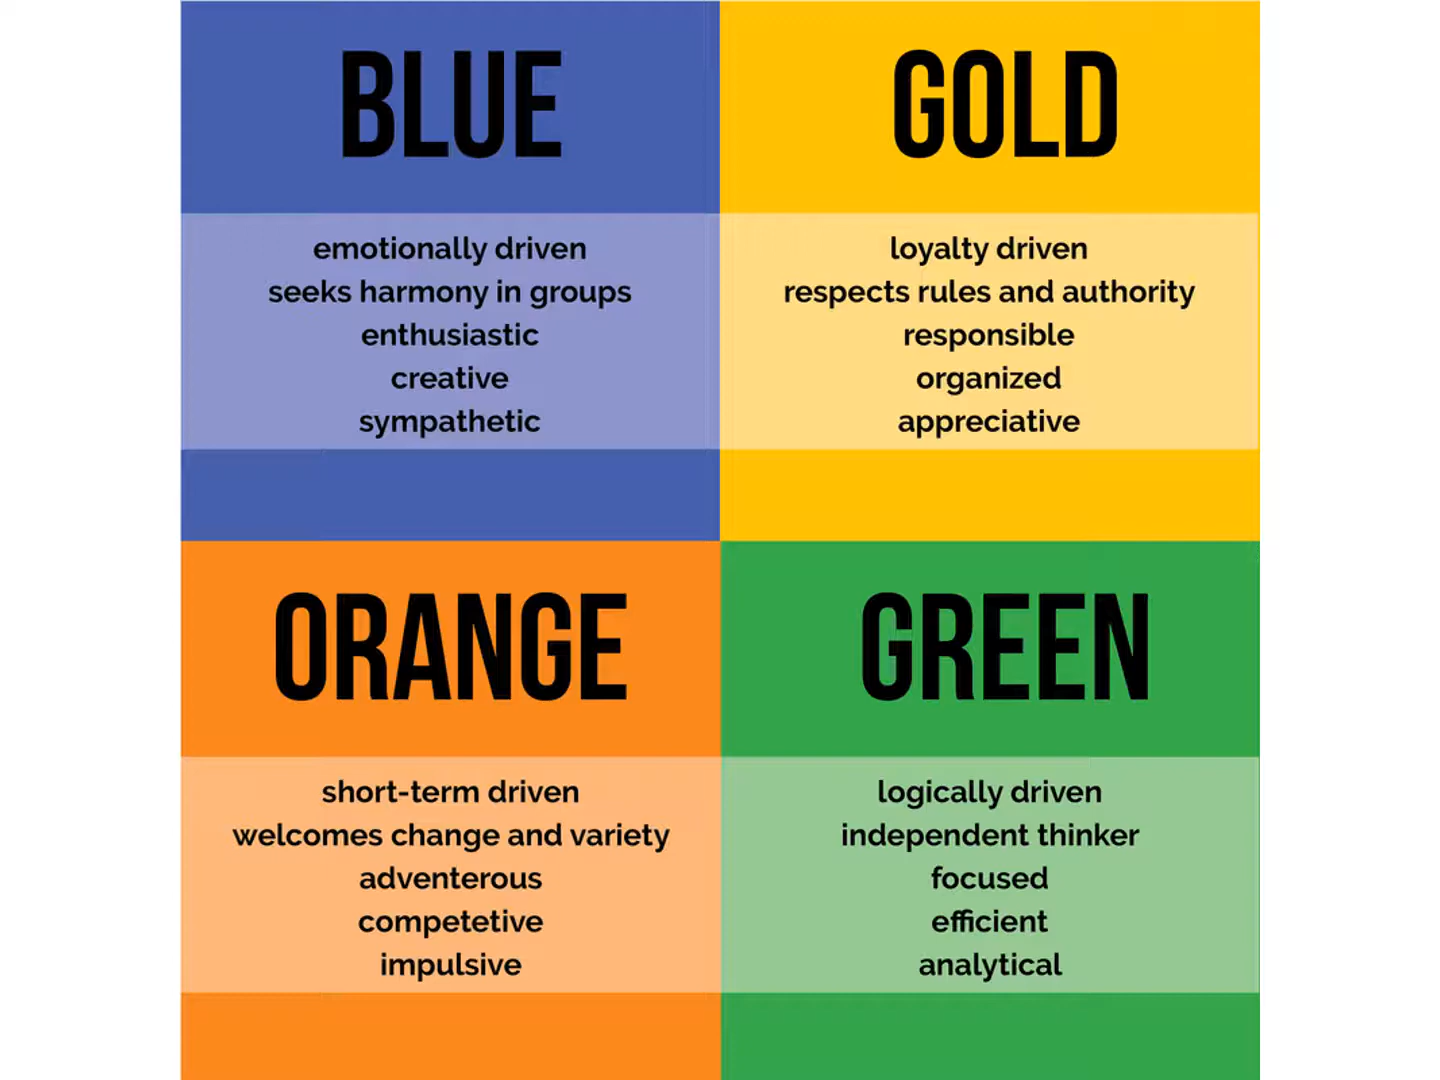 BLUE
emotionally driven
seeks harmony in groups
enthusiastic
creative
sympathetic
GOLD
loyalty driven
respects rules and authority
responsible
organized
appreciative
ORANGE
short-term driven
welcomes change and variety
adventerous
competetive
impulsive
GREEN
logically driven
independent thinker
focused
efficient
analytical